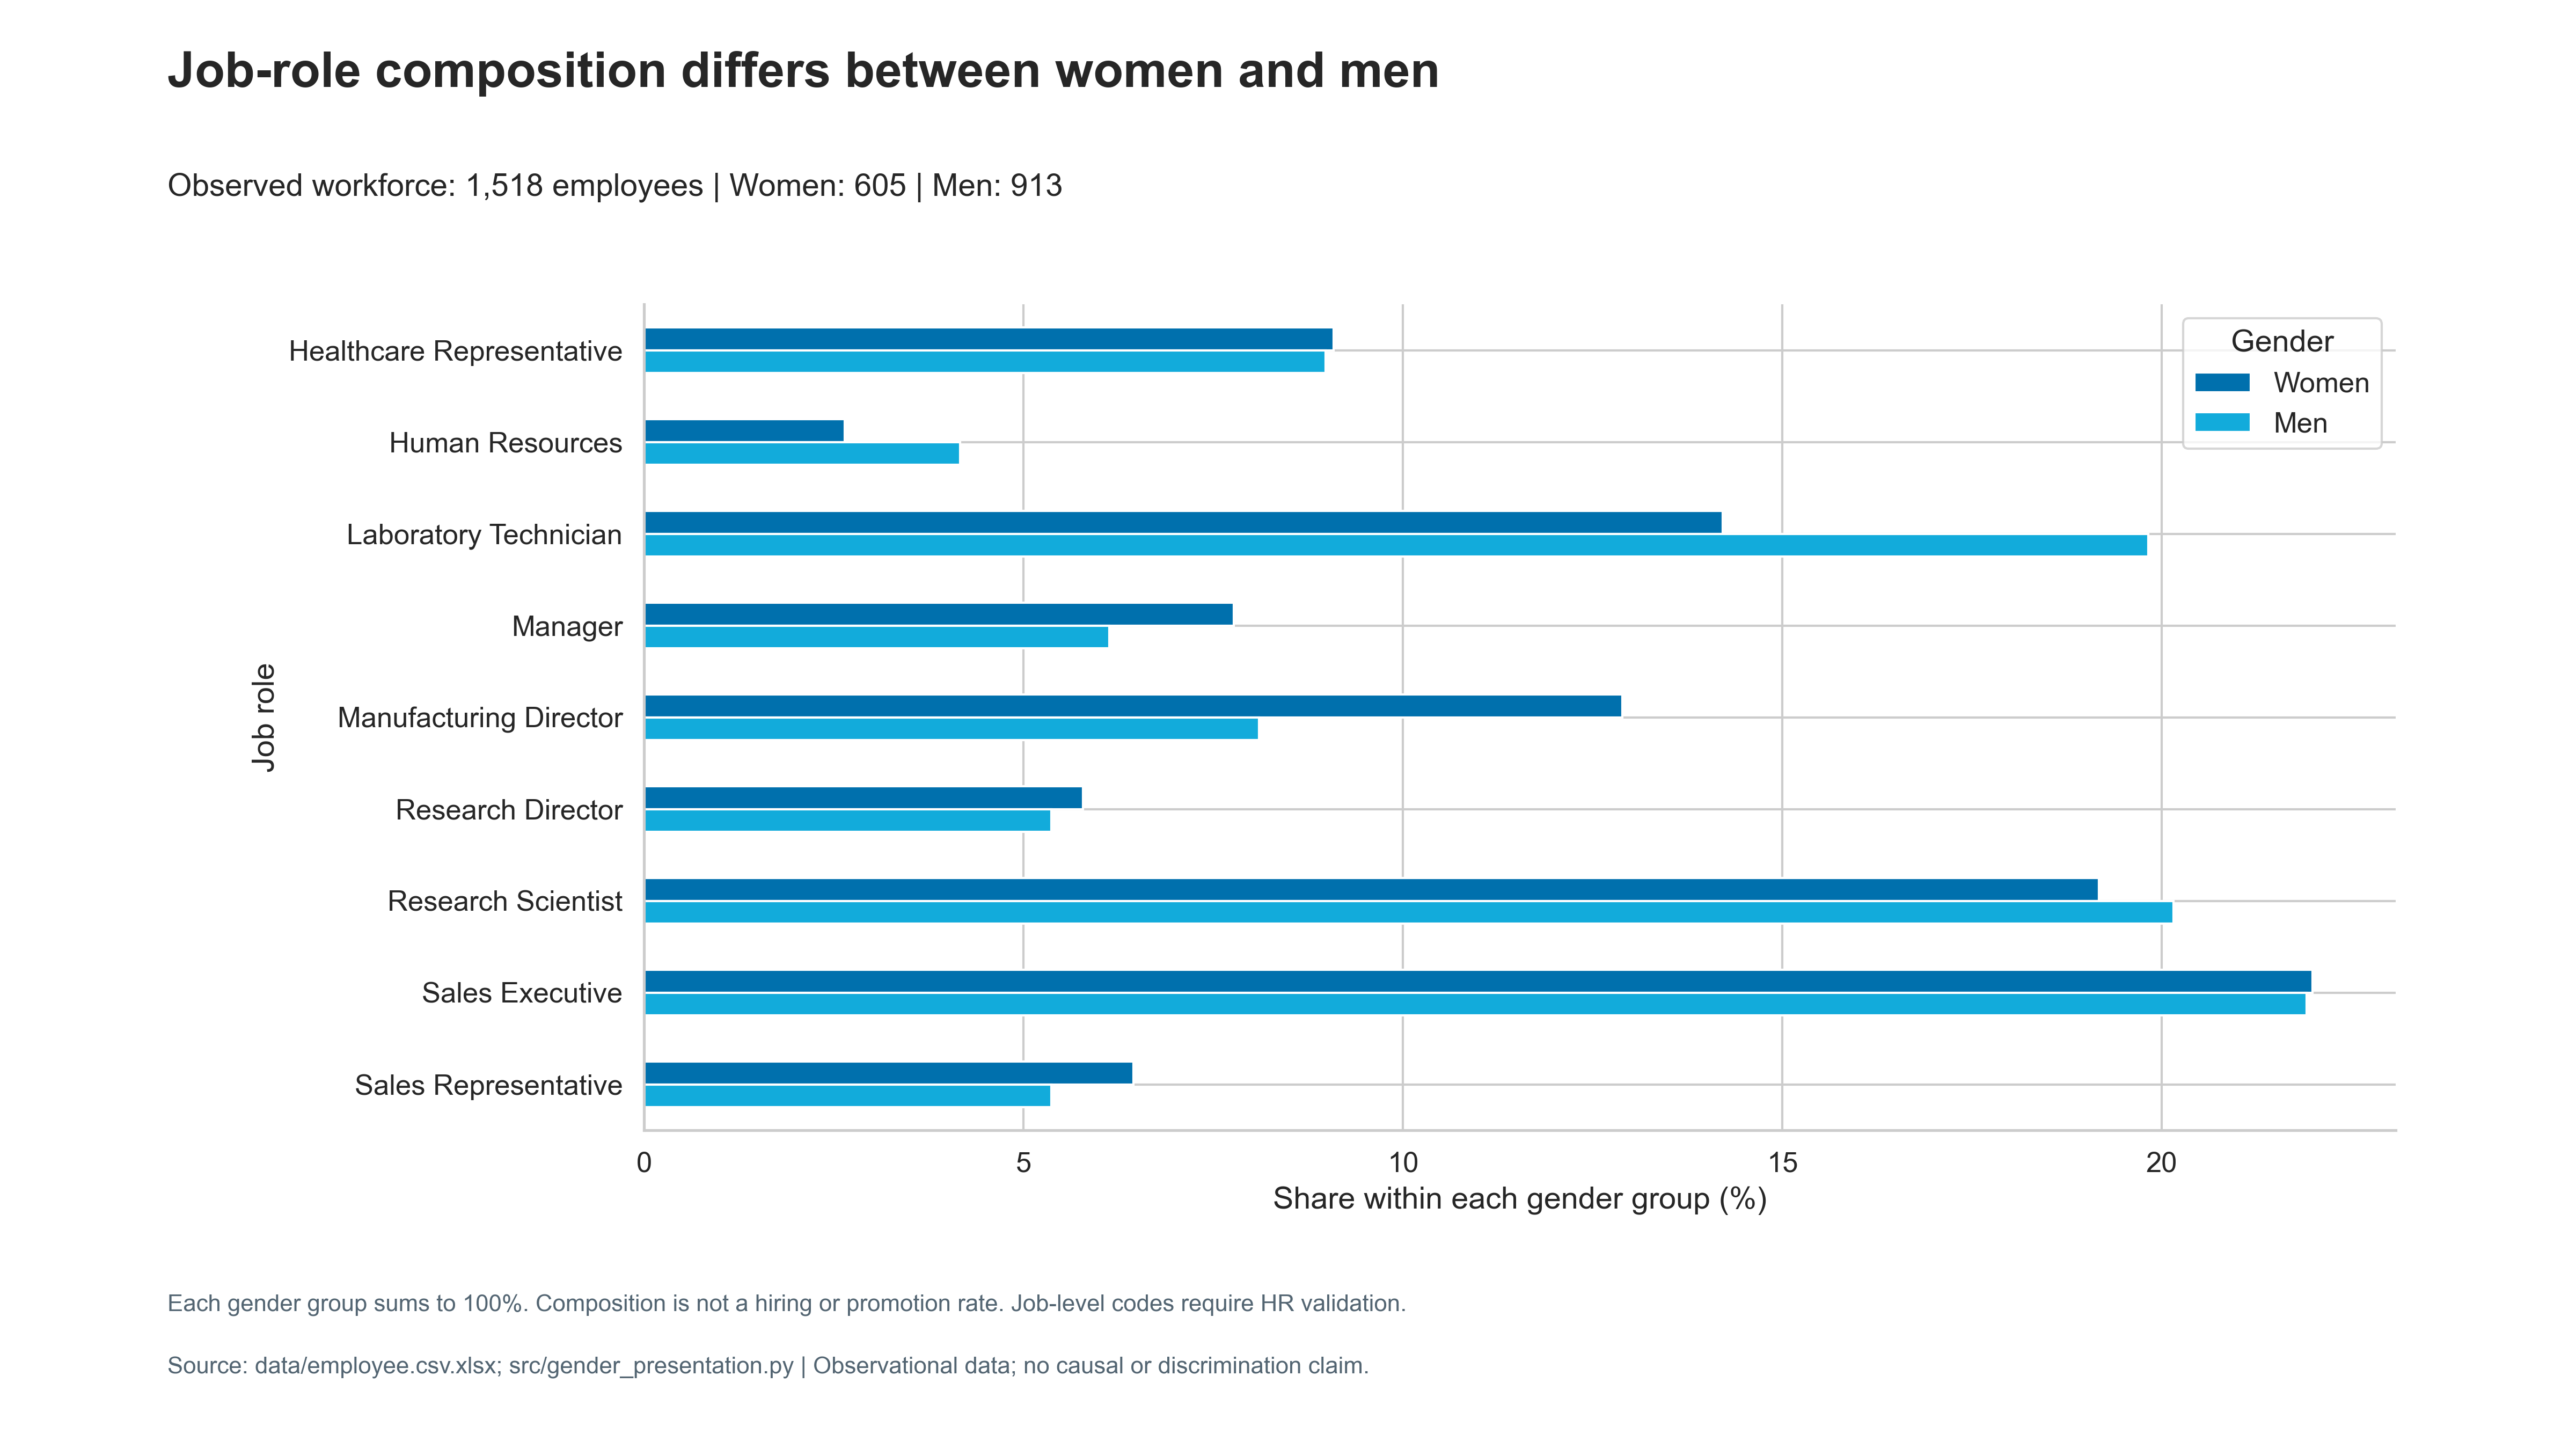 Job-role composition differs between women and men
Observed workforce: 1,518 employees | Women: 605 | Men: 913
Gender
Women
Men
Job role
Healthcare Representative
Human Resources
Laboratory Technician
Manager
Manufacturing Director
Research Director
Research Scientist
Sales Executive
Sales Representative
0 5 10 15 20
Share within each gender group (%)
Each gender group sums to 100%. Composition is not a hiring or promotion rate. Job-level codes require HR validation.
Source: data/employee.csv.xlsx; src/gender_presentation.py | Observational data; no causal or discrimination claim.